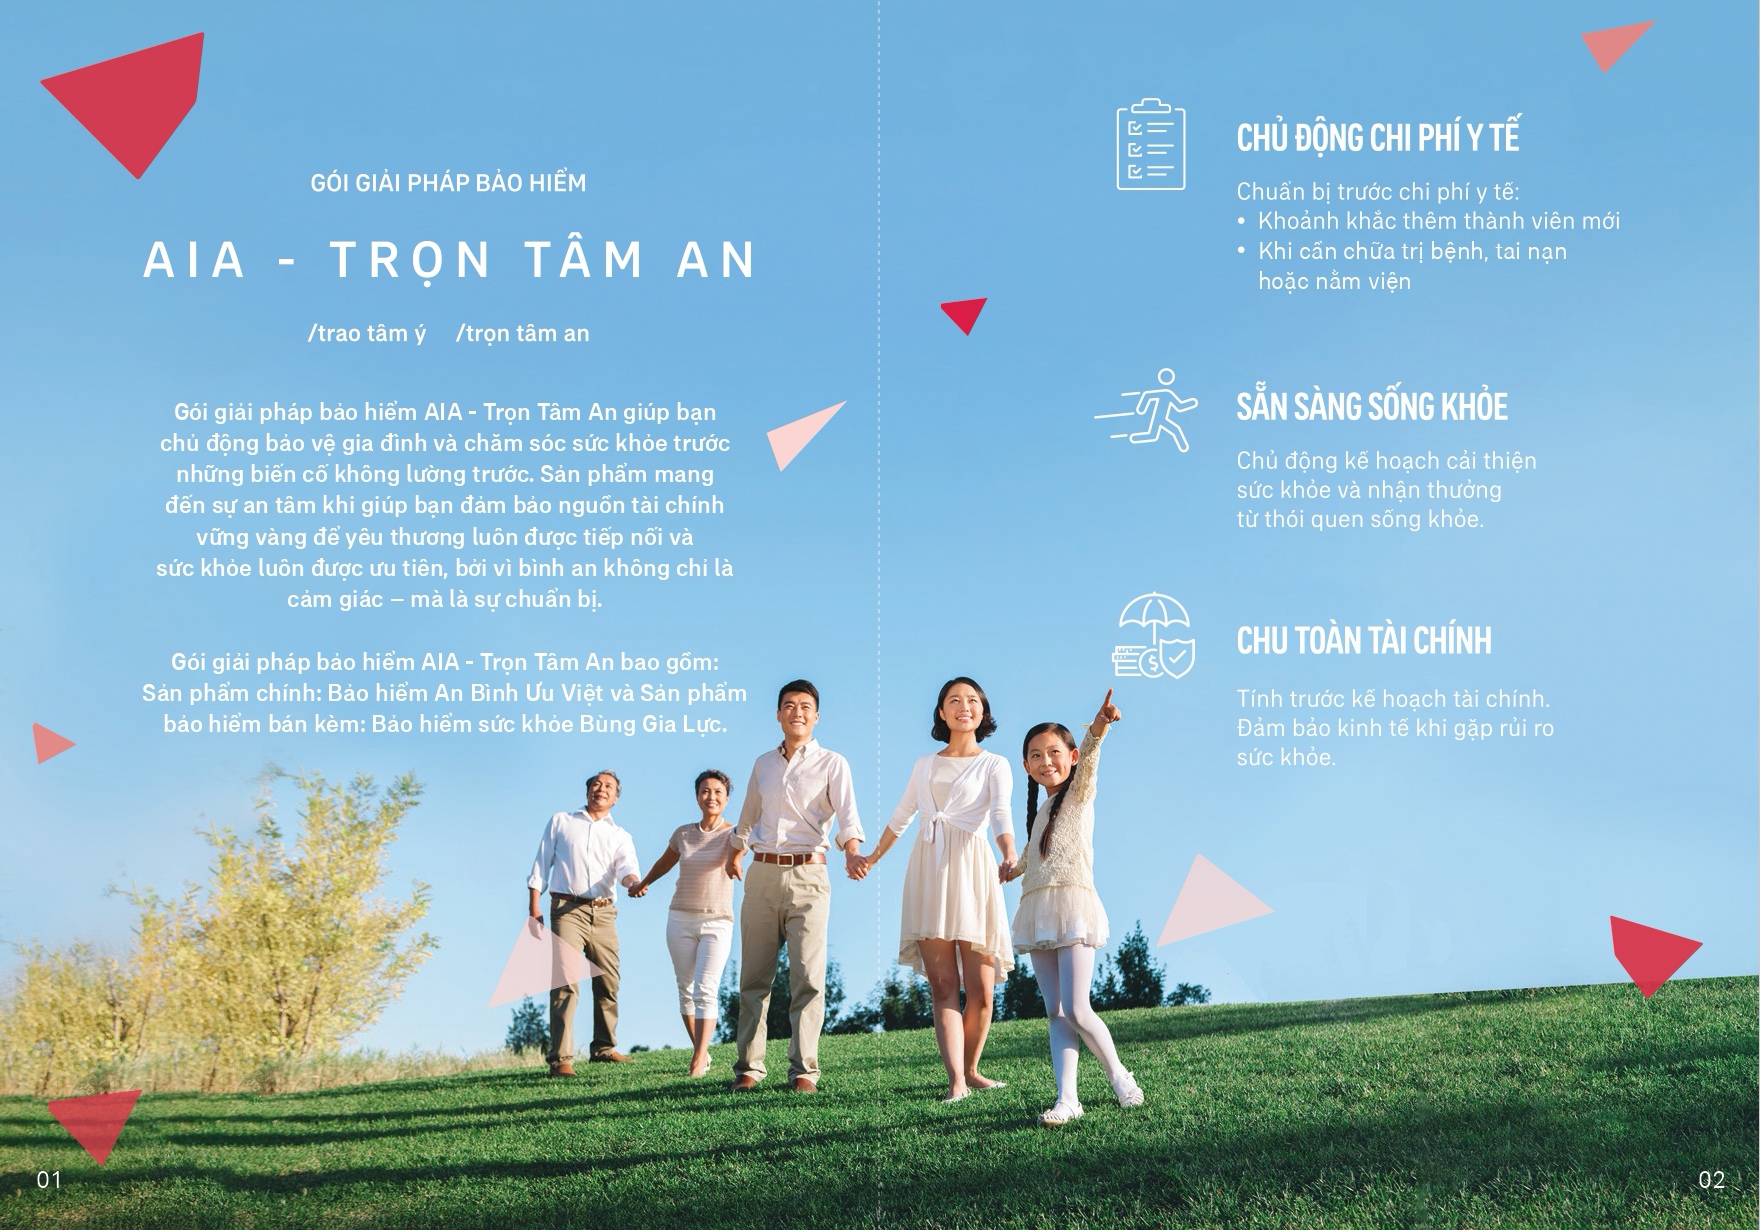 GÓI GIẢI PHÁP BẢO HIỂM
AIA - TRỌN TÂM AN
/trao tâm ý /trọn tâm an
Gói giải pháp bảo hiểm AIA - Trọn Tâm An giúp bạn
chủ động bảo vệ gia đình và chăm sóc sức khỏe trước
những biến cố không lường trước. Sản phẩm mang
đến sự an tâm khi giúp bạn đảm bảo nguồn tài chính
vững vàng để yêu thương luôn được tiếp nối và
sức khỏe luôn được ưu tiên, bởi vì bình an không chỉ là
cảm giác – mà là sự chuẩn bị.
Gói giải pháp bảo hiểm AIA - Trọn Tâm An bao gồm:
Sản phẩm chính: Bảo hiểm An Bình Ưu Việt và Sản phẩm
bảo hiểm bán kèm: Bảo hiểm sức khỏe Bùng Gia Lực.
01
CHỦ ĐỘNG CHI PHÍ Y TẾ
Chuẩn bị trước chi phí y tế:
• Khoảnh khắc thêm thành viên mới
• Khi cần chữa trị bệnh, tai nạn
hoặc nằm viện
SẴN SÀNG SỐNG KHỎE
Chủ động kế hoạch cải thiện
sức khỏe và nhận thưởng
từ thói quen sống khỏe.
$
CHU TOÀN TÀI CHÍNH
Tính trước kế hoạch tài chính.
Đảm bảo kinh tế khi gặp rủi ro
sức khỏe.
02